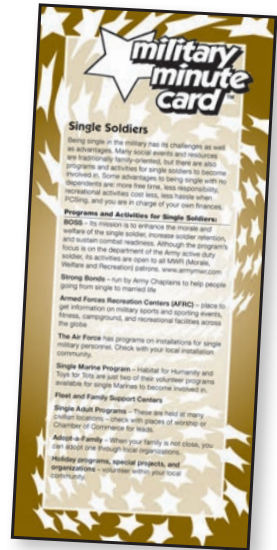 military
minute
card™
Single Soldiers
Being single in the military has its challenges as well
as advantages. Many social events and resources
are traditionally family-oriented, but there are also
programs and activities for single soldiers to become
involved in. Some advantages to being single with no
dependents are: more free time, less responsibility,
recreational activities cost less, less hassle when
PCSing, and you are in charge of your own finances.
Programs and Activities for Single Soldiers:
BOSS – Its mission is to enhance the morale and
welfare of the single soldier, increase soldier retention,
and sustain combat readiness. Although the program's
focus is on the department of the Army active duty
soldier, its activities are open to all MWR (Morale,
Welfare and Recreation) patrons. www.armymwr.com
Strong Bonds – run by Army Chaplains to help people
going from single to married life
Armed Forces Recreation Centers (AFRC) – place to
get information on military sports and sporting events,
fitness, campground, and recreational facilities across
the globe
The Air Force has programs on installations for single
military personnel. Check with your local installation
community.
Single Marine Program – Habitat for Humanity and
Toys for Tots are just two of their volunteer programs
available for single Marines to become involved in.
Fleet and Family Support Centers
Single Adult Programs – These are held at many
civilian locations – check with places of worship or
Chamber of Commerce for leads.
Adopt-a-Family – When your family is not close, you
can adopt one through local organizations.
Holiday programs, special projects, and
organizations – volunteer within your local
community.